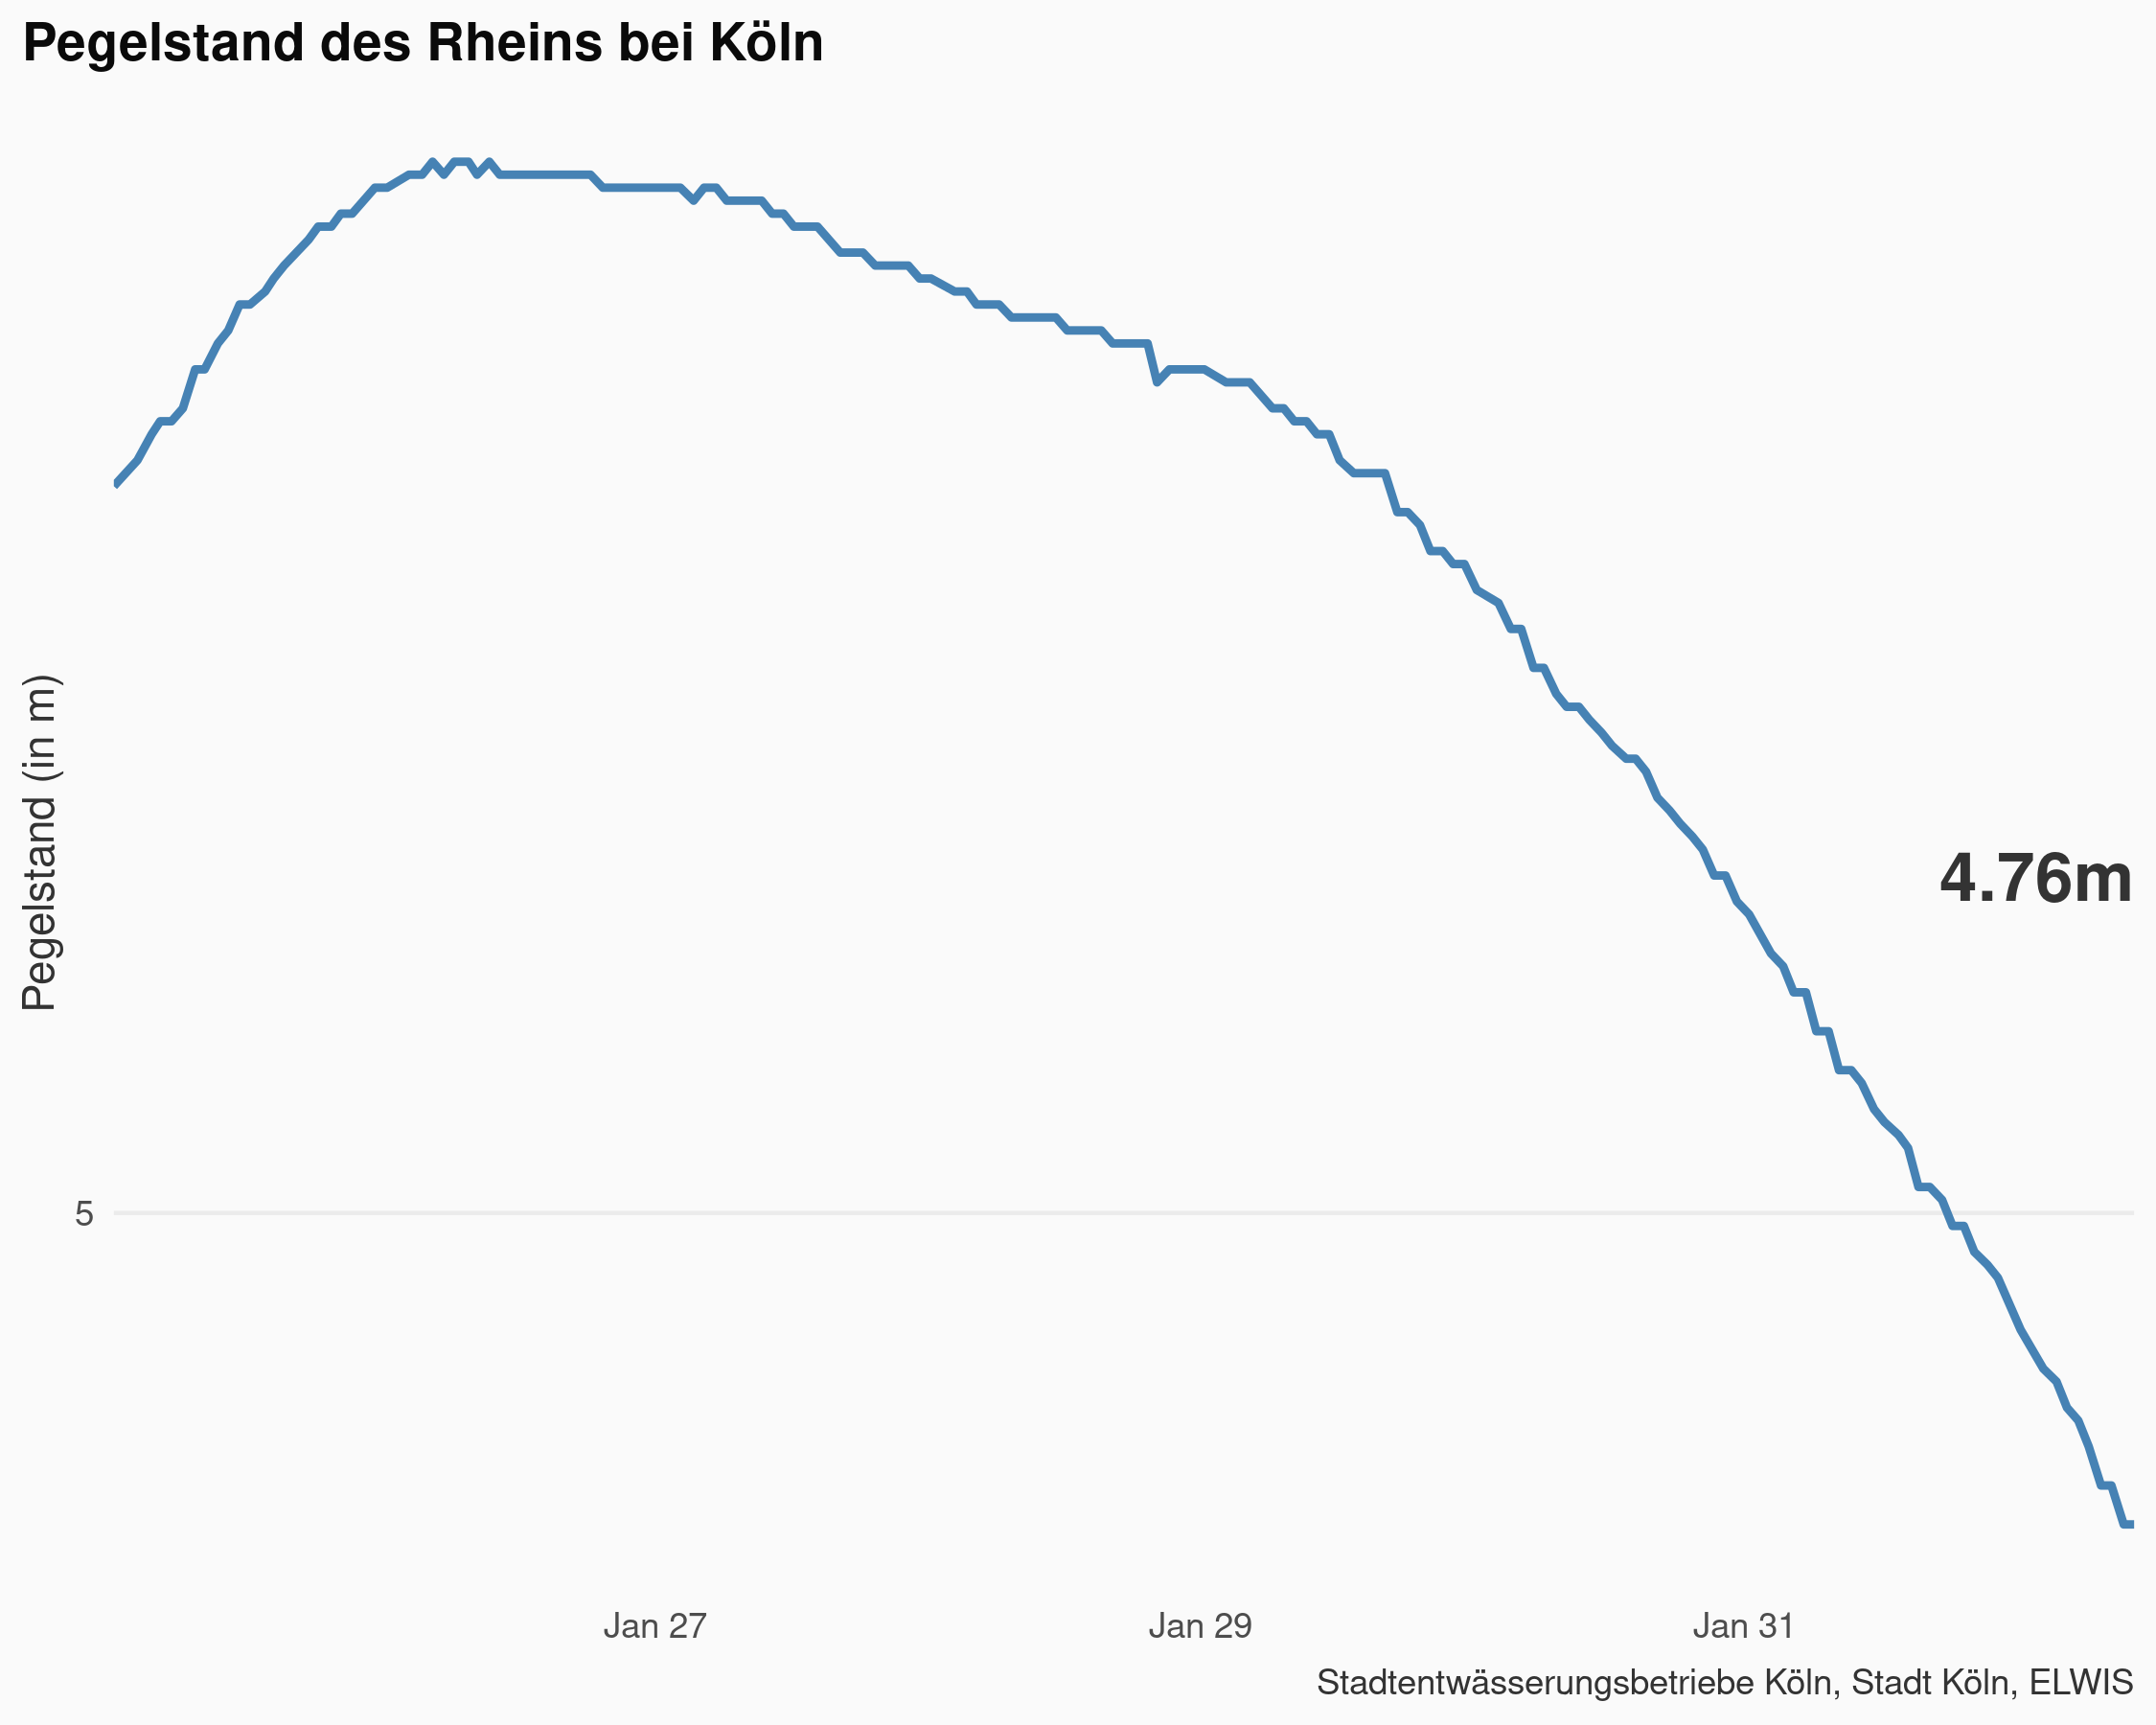 Pegelstand des Rheins bei Köln
Pegelstand (in m)
4.76m
5
Jan 27
Jan 29
Jan 31
Stadtentwässerungsbetriebe Köln, Stadt Köln, ELWIS